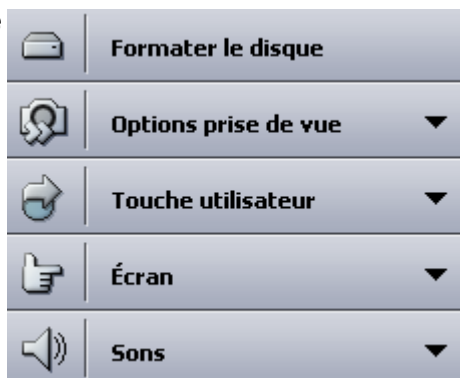 Formater le disque
Options prise de vue
Touche utilisateur
Écran
Sons